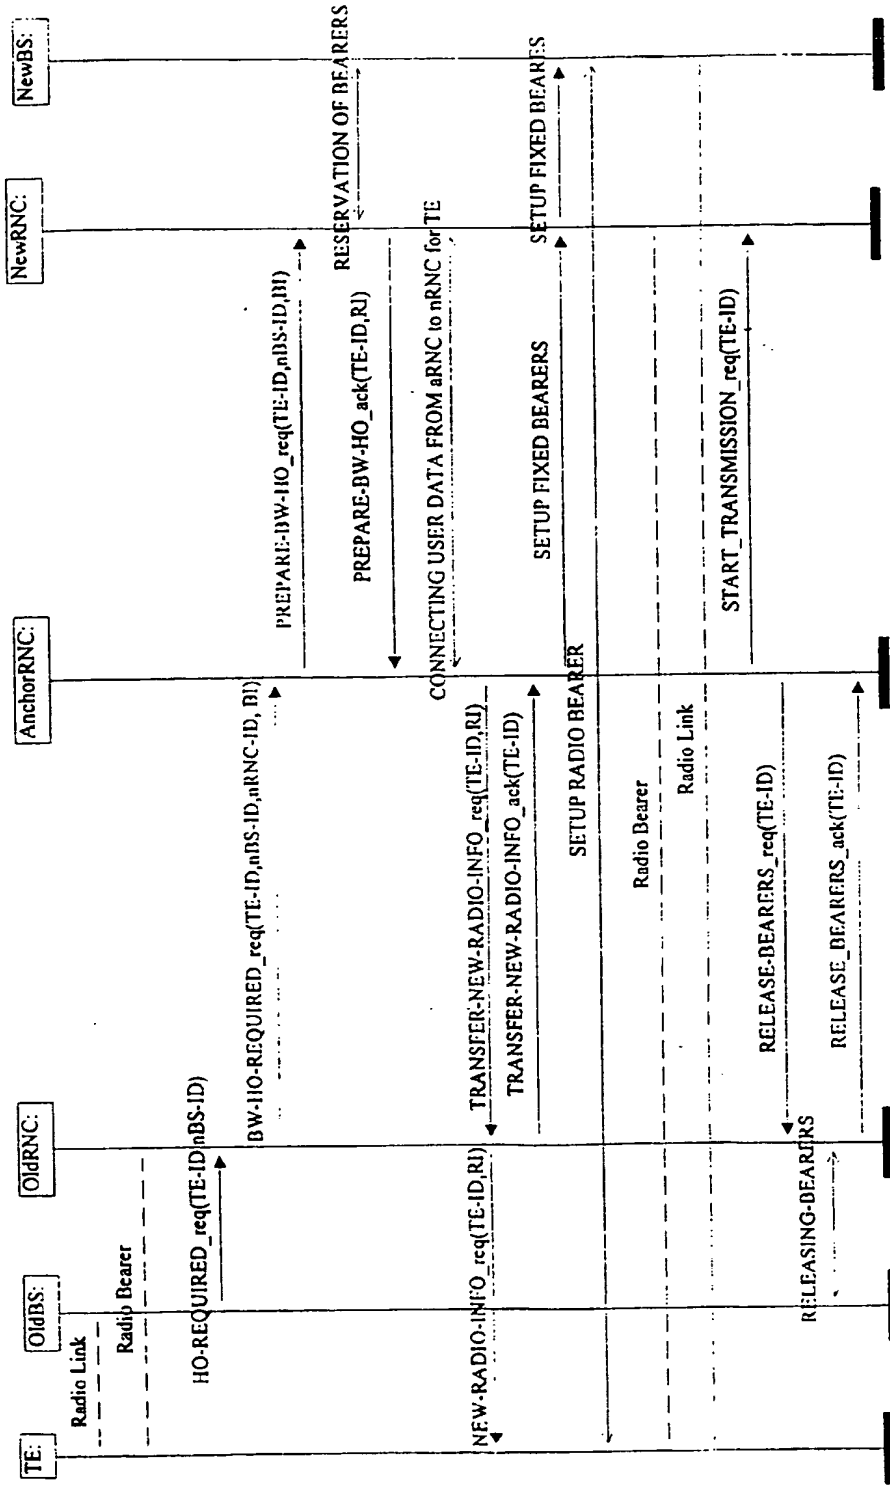 TE:
OldBS:
OldRNC:
AnchorRNC:
NewRNC:
NewBS:
Radio Link
Radio Bearer
HO-REQUIRED_req(TE-ID,nBS-ID)
BW-HO-REQUIRED_req(TE-ID,nBS-ID,nRNC-ID, BI)
PREPARE-BW-HO_req(TE-ID,nBS-ID,BI)
RESERVATION OF BEARERS
PREPARE-BW-HO_ack(TE-ID,RI)
CONNECTING USER DATA FROM aRNC to nRNC for TE
NEW-RADIO-INFO_req(TE-ID,RI)
TRANSFER-NEW-RADIO-INFO_req(TE-ID,RI)
TRANSFER-NEW-RADIO-INFO_ack(TE-ID)
SETUP FIXED BEARERS
SETUP FIXED BEARES
SETUP RADIO BEARER
Radio Bearer
Radio Link
START_TRANSMISSION_req(TE-ID)
RELEASE-BEARERS_req(TE-ID)
RELEASING-BEARERS
RELEASE_BEARERS_ack(TE-ID)